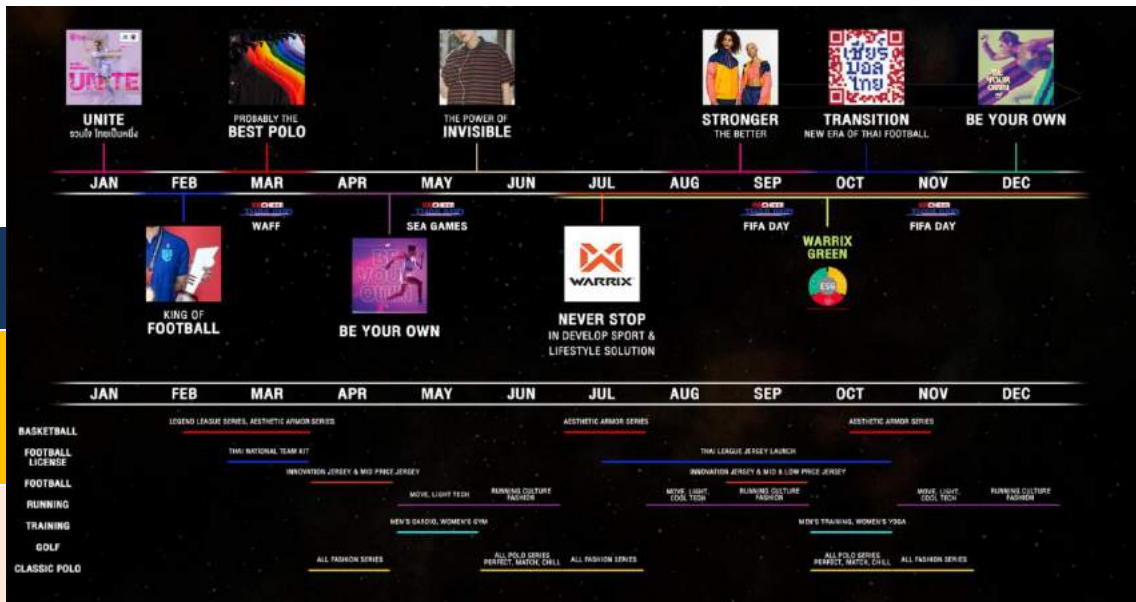 UNITE
UNITE
รวมใจ ไทยเป็นหนึ่ง
PROBABLY THE
BEST POLO
THE POWER OF
INVISIBLE
STRONGER
THE BETTER
เชียร์
บอล
ไทย
TRANSITION
NEW ERA OF THAI FOOTBALL
BE
YOUR
OWN
BE YOUR OWN
JAN FEB MAR APR MAY JUN JUL AUG SEP OCT NOV DEC
WAFF
SEA GAMES
FIFA DAY
FIFA DAY
KING OF
FOOTBALL
BE
YOUR
OWN
BE YOUR OWN
WARRIX
NEVER STOP
IN DEVELOP SPORT &
LIFESTYLE SOLUTION
WARRIX
GREEN
ESG
JAN FEB MAR APR MAY JUN JUL AUG SEP OCT NOV DEC
BASKETBALL
LEGEND LEAGUE SERIES, AESTHETIC ARMOR SERIES
AESTHETIC ARMOR SERIES
AESTHETIC ARMOR SERIES
FOOTBALL
LICENSE
THAI NATIONAL TEAM KIT
THAI LEAGUE JERSEY LAUNCH
FOOTBALL
INNOVATION JERSEY & MID PRICE JERSEY
INNOVATION JERSEY & MID & LOW PRICE JERSEY
RUNNING
MOVE, LIGHT TECH
RUNNING CULTURE
FASHION
MOVE, LIGHT,
COOL TECH
RUNNING CULTURE
FASHION
MOVE, LIGHT,
COOL TECH
RUNNING CULTURE
FASHION
TRAINING
MEN'S CARDIO, WOMEN'S GYM
MEN'S TRAINING, WOMEN'S YOGA
GOLF
CLASSIC POLO
ALL FASHION SERIES
ALL POLO SERIES
PERFECT, MATCH, CHILL
ALL FASHION SERIES
ALL POLO SERIES
PERFECT, MATCH, CHILL
ALL FASHION SERIES